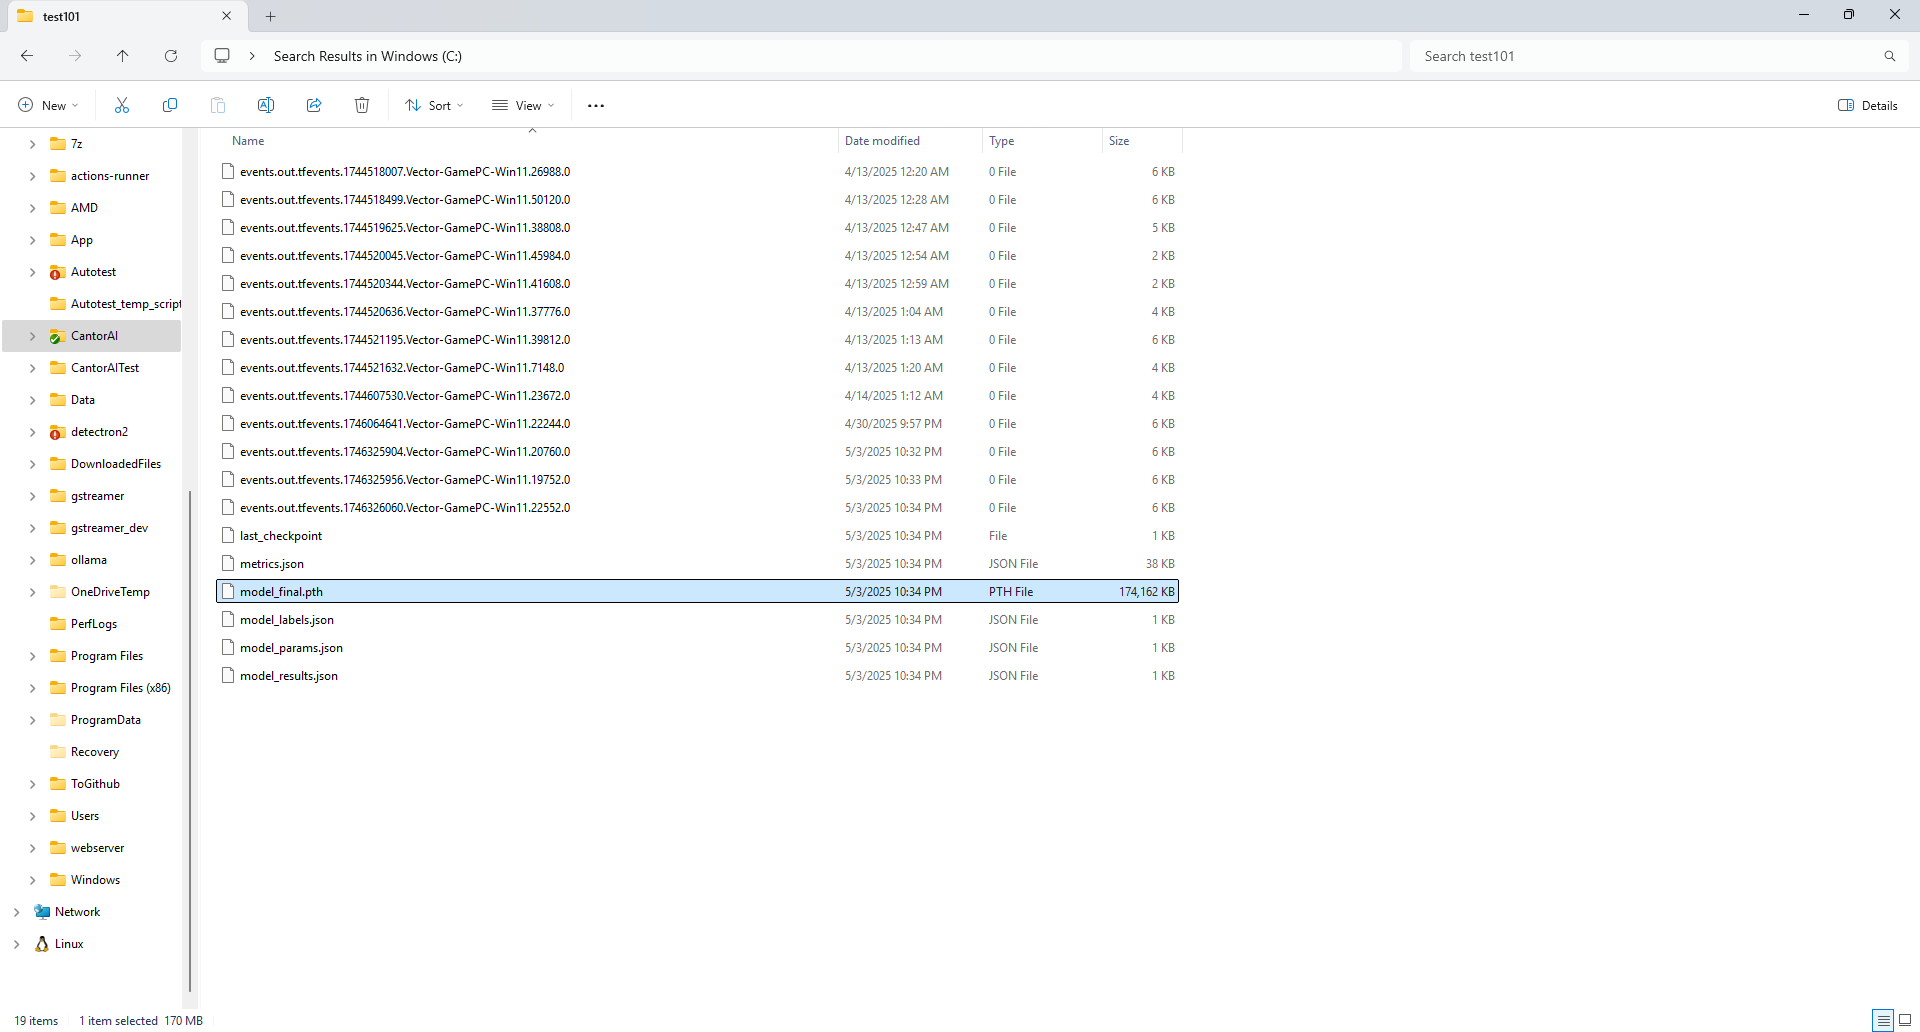 test101
Search Results in Windows (C:)
Search test101
New
Sort
View
Details
7z
actions-runner
AMD
App
Autotest
Autotest_temp_script
CantorAI
CantorAITest
Data
detectron2
DownloadedFiles
gstreamer
gstreamer_dev
ollama
OneDriveTemp
PerfLogs
Program Files
Program Files (x86)
ProgramData
Recovery
ToGithub
Users
webserver
Windows
Network
Linux
Name Date modified Type Size
events.out.tfevents.1744518007.Vector-GamePC-Win11.26988.0 4/13/2025 12:20 AM 0 File 6 KB
events.out.tfevents.1744518499.Vector-GamePC-Win11.50120.0 4/13/2025 12:28 AM 0 File 6 KB
events.out.tfevents.1744519625.Vector-GamePC-Win11.38808.0 4/13/2025 12:47 AM 0 File 5 KB
events.out.tfevents.1744520045.Vector-GamePC-Win11.45984.0 4/13/2025 12:54 AM 0 File 2 KB
events.out.tfevents.1744520344.Vector-GamePC-Win11.41608.0 4/13/2025 12:59 AM 0 File 2 KB
events.out.tfevents.1744520636.Vector-GamePC-Win11.37776.0 4/13/2025 1:04 AM 0 File 4 KB
events.out.tfevents.1744521195.Vector-GamePC-Win11.39812.0 4/13/2025 1:13 AM 0 File 6 KB
events.out.tfevents.1744521632.Vector-GamePC-Win11.7148.0 4/13/2025 1:20 AM 0 File 4 KB
events.out.tfevents.1744607530.Vector-GamePC-Win11.23672.0 4/14/2025 1:12 AM 0 File 4 KB
events.out.tfevents.1746064641.Vector-GamePC-Win11.22244.0 4/30/2025 9:57 PM 0 File 6 KB
events.out.tfevents.1746325904.Vector-GamePC-Win11.20760.0 5/3/2025 10:32 PM 0 File 6 KB
events.out.tfevents.1746325956.Vector-GamePC-Win11.19752.0 5/3/2025 10:33 PM 0 File 6 KB
events.out.tfevents.1746326060.Vector-GamePC-Win11.22552.0 5/3/2025 10:34 PM 0 File 6 KB
last_checkpoint 5/3/2025 10:34 PM File 1 KB
metrics.json 5/3/2025 10:34 PM JSON File 38 KB
model_final.pth 5/3/2025 10:34 PM PTH File 174,162 KB
model_labels.json 5/3/2025 10:34 PM JSON File 1 KB
model_params.json 5/3/2025 10:34 PM JSON File 1 KB
model_results.json 5/3/2025 10:34 PM JSON File 1 KB
19 items 1 item selected 170 MB